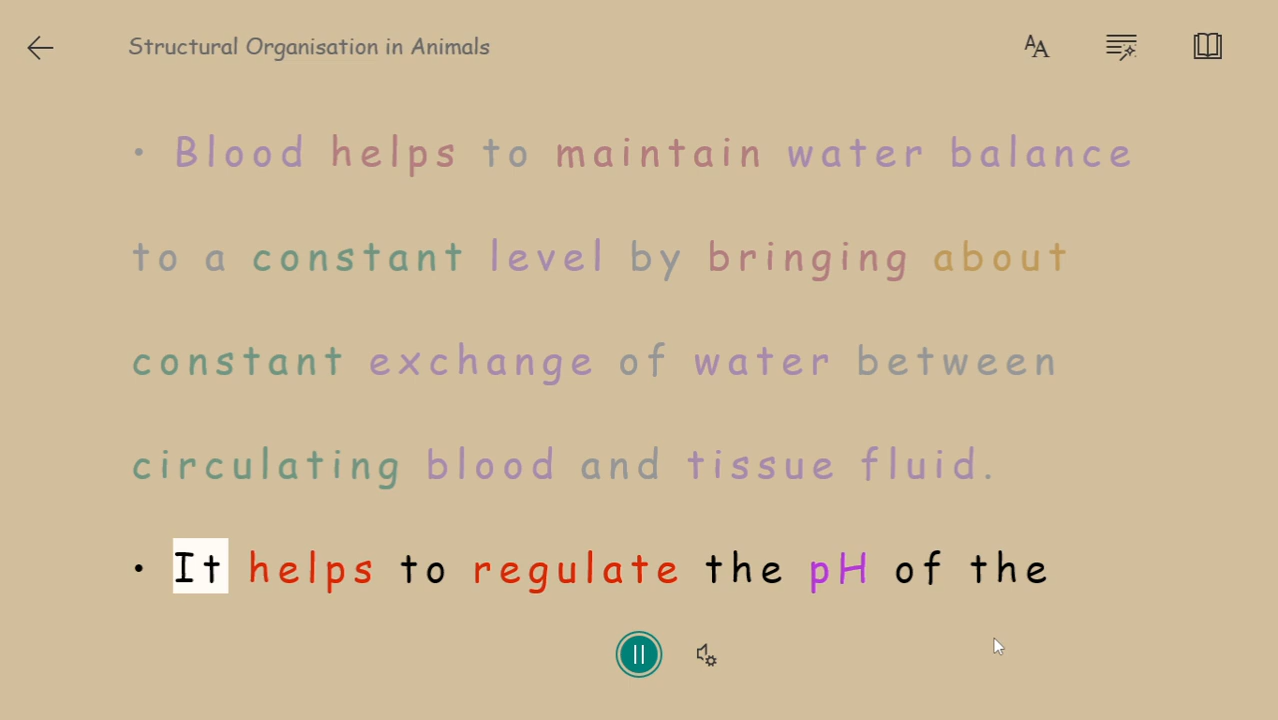 Structural Organisation in Animals
• Blood helps to maintain water balance
to a constant level by bringing about
constant exchange of water between
circulating blood and tissue fluid.
• It helps to regulate the pH of the